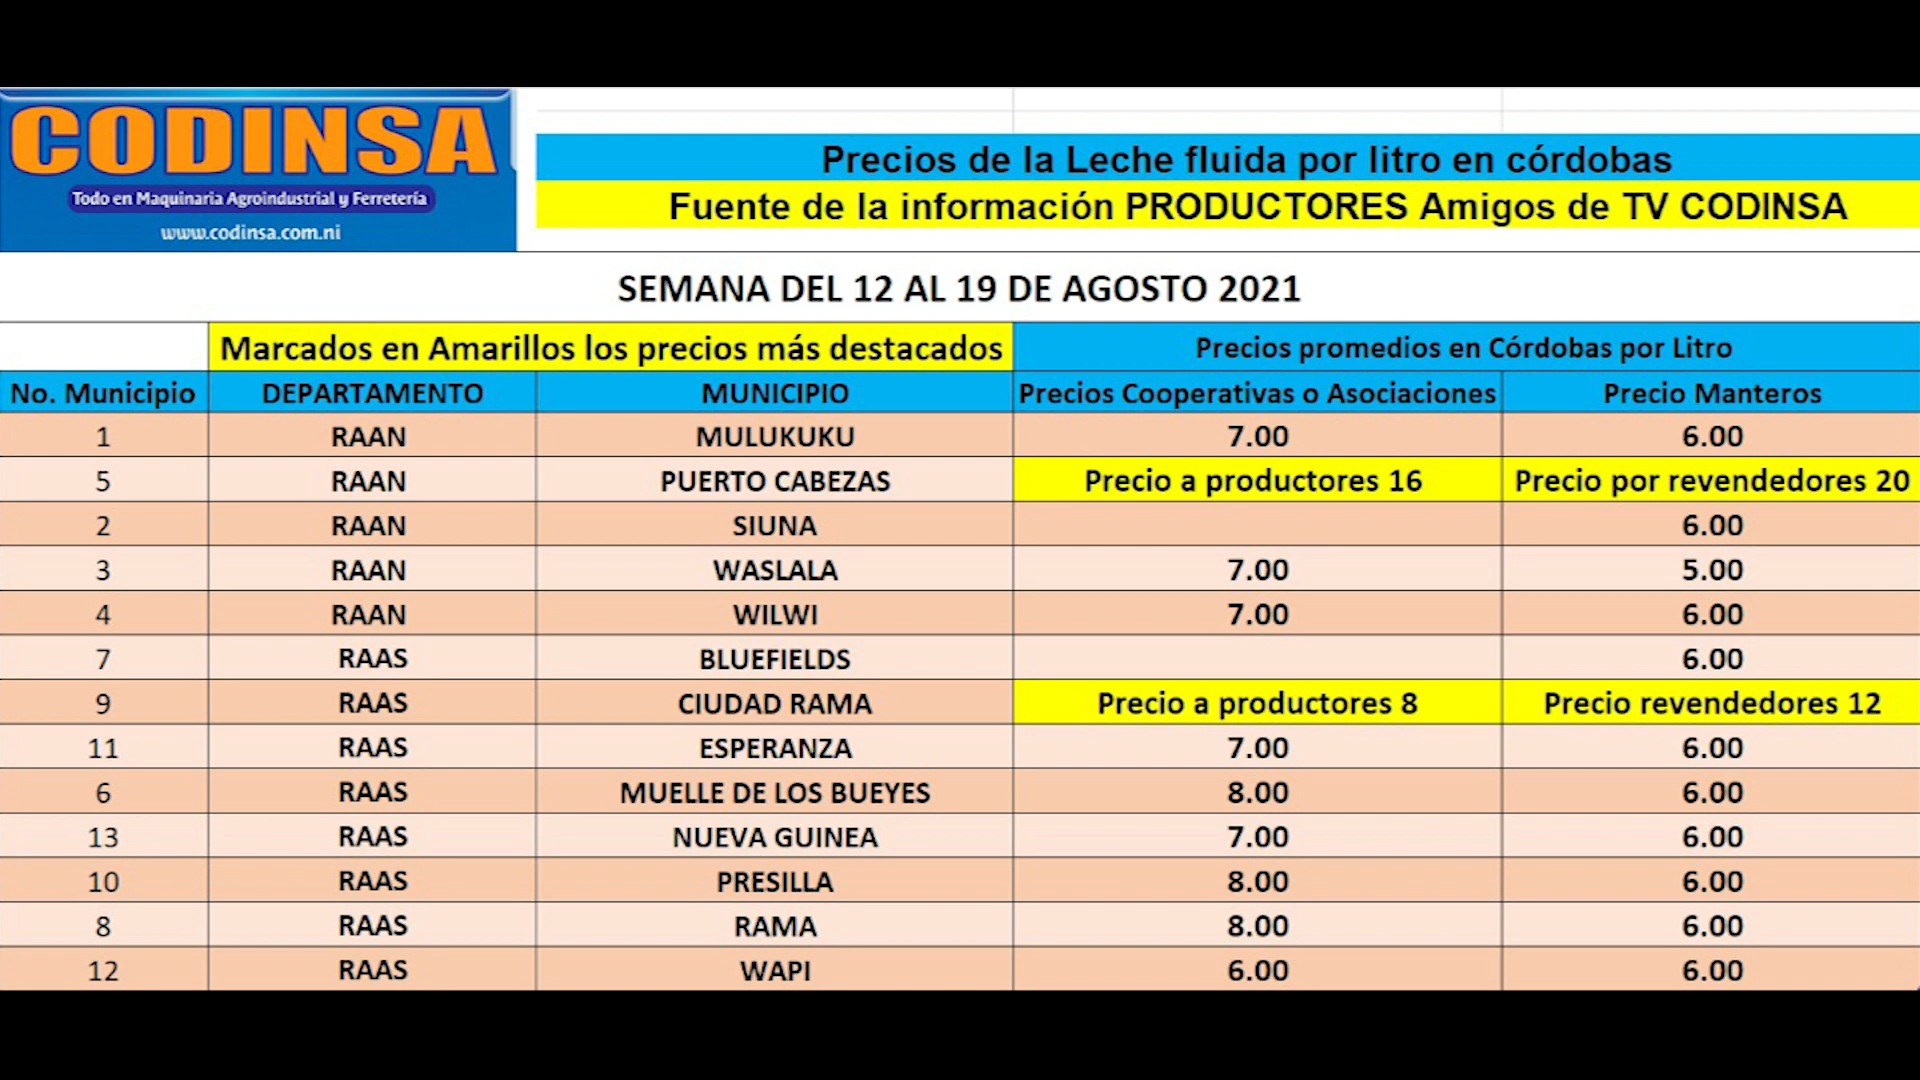 CODINSA
Todo en Maquinaria Agroindustrial y Ferretería
www.codinsa.com.ni
Precios de la Leche fluida por litro en córdobas
Fuente de la información PRODUCTORES Amigos de TV CODINSA
SEMANA DEL 12 AL 19 DE AGOSTO 2021
Marcados en Amarillos los precios más destacados Precios promedios en Córdobas por Litro
No. Municipio DEPARTAMENTO MUNICIPIO Precios Cooperativas o Asociaciones Precio Manteros
1 RAAN MULUKUKU 7.00 6.00
5 RAAN PUERTO CABEZAS Precio a productores 16 Precio por revendedores 20
2 RAAN SIUNA 6.00
3 RAAN WASLALA 7.00 5.00
4 RAAN WILWI 7.00 6.00
7 RAAS BLUEFIELDS 6.00
9 RAAS CIUDAD RAMA Precio a productores 8 Precio revendedores 12
11 RAAS ESPERANZA 7.00 6.00
6 RAAS MUELLE DE LOS BUEYES 8.00 6.00
13 RAAS NUEVA GUINEA 7.00 6.00
10 RAAS PRESILLA 8.00 6.00
8 RAAS RAMA 8.00 6.00
12 RAAS WAPI 6.00 6.00